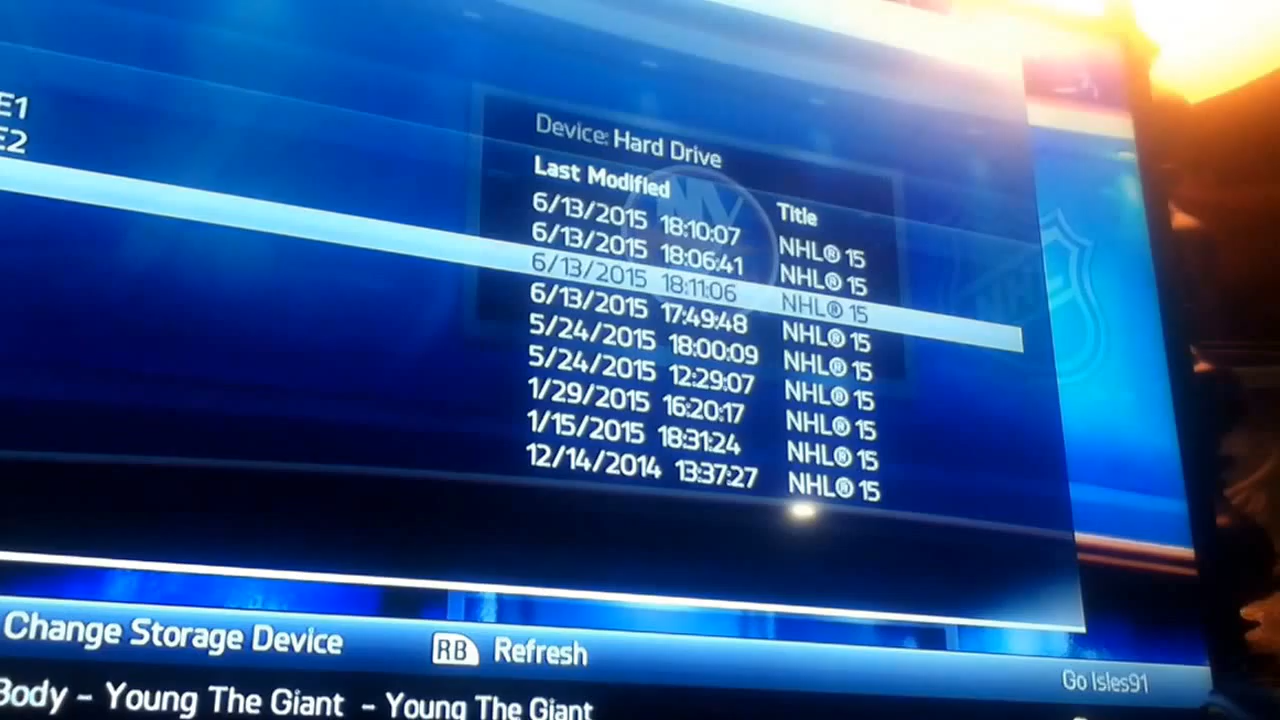 E1
E2
Device: Hard Drive
Last Modified Title
6/13/2015 18:10:07 NHL® 15
6/13/2015 18:06:41 NHL® 15
6/13/2015 18:11:06 NHL® 15
6/13/2015 17:49:48 NHL® 15
5/24/2015 18:00:09 NHL® 15
5/24/2015 12:29:07 NHL® 15
1/29/2015 16:20:17 NHL® 15
1/15/2015 18:31:24 NHL® 15
12/14/2014 13:37:27 NHL® 15
NHL
Change Storage Device RB Refresh
Go Isles91
Body - Young The Giant - Young The Giant